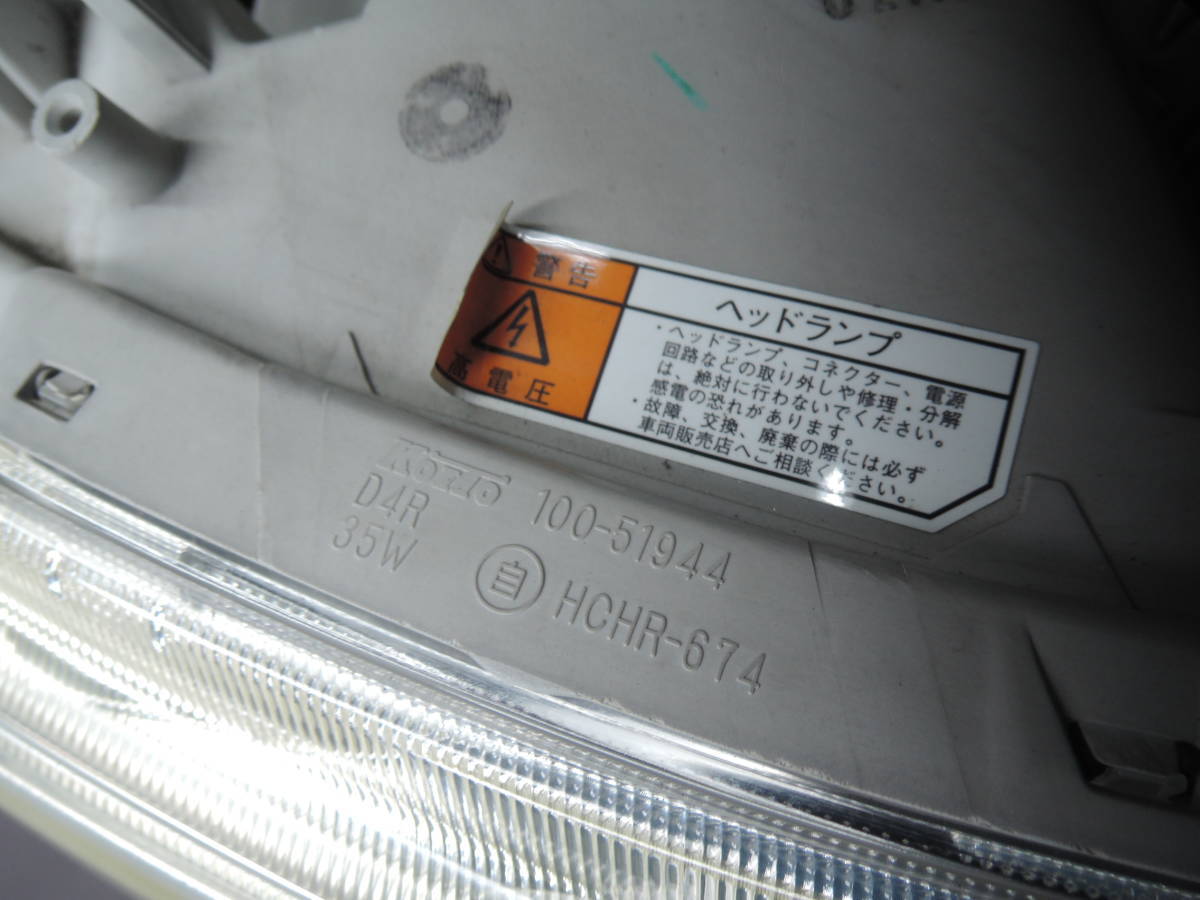 警告
高電圧
ヘッドランプ
・ヘッドランプ、コネクター、電源
回路などの取り外しや修理・分解
は、絶対に行わないでください。
感電の恐れがあります。
・故障、交換、廃棄の際には必ず
車両販売店へご相談ください。
KOITO 100-51944
D4R
35W
自 HCHR-674